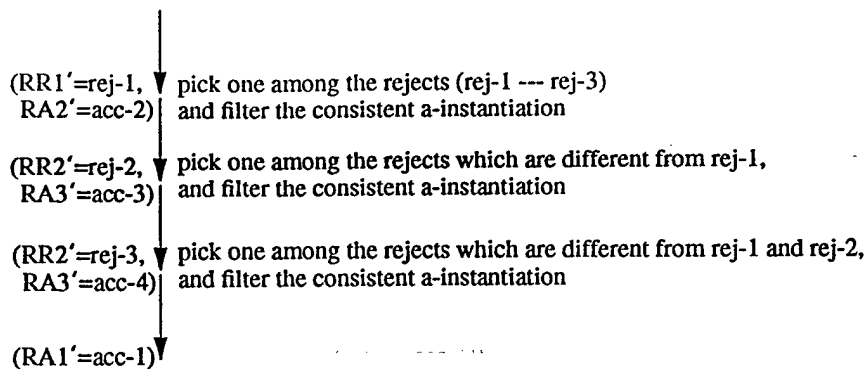 (RR1′=rej-1, pick one among the rejects (rej-1 --- rej-3)
RA2′=acc-2) and filter the consistent a-instantiation
(RR2′=rej-2, pick one among the rejects which are different from rej-1,
RA3′=acc-3) and filter the consistent a-instantiation
(RR2′=rej-3, pick one among the rejects which are different from rej-1 and rej-2,
RA3′=acc-4) and filter the consistent a-instantiation
(RA1′=acc-1)